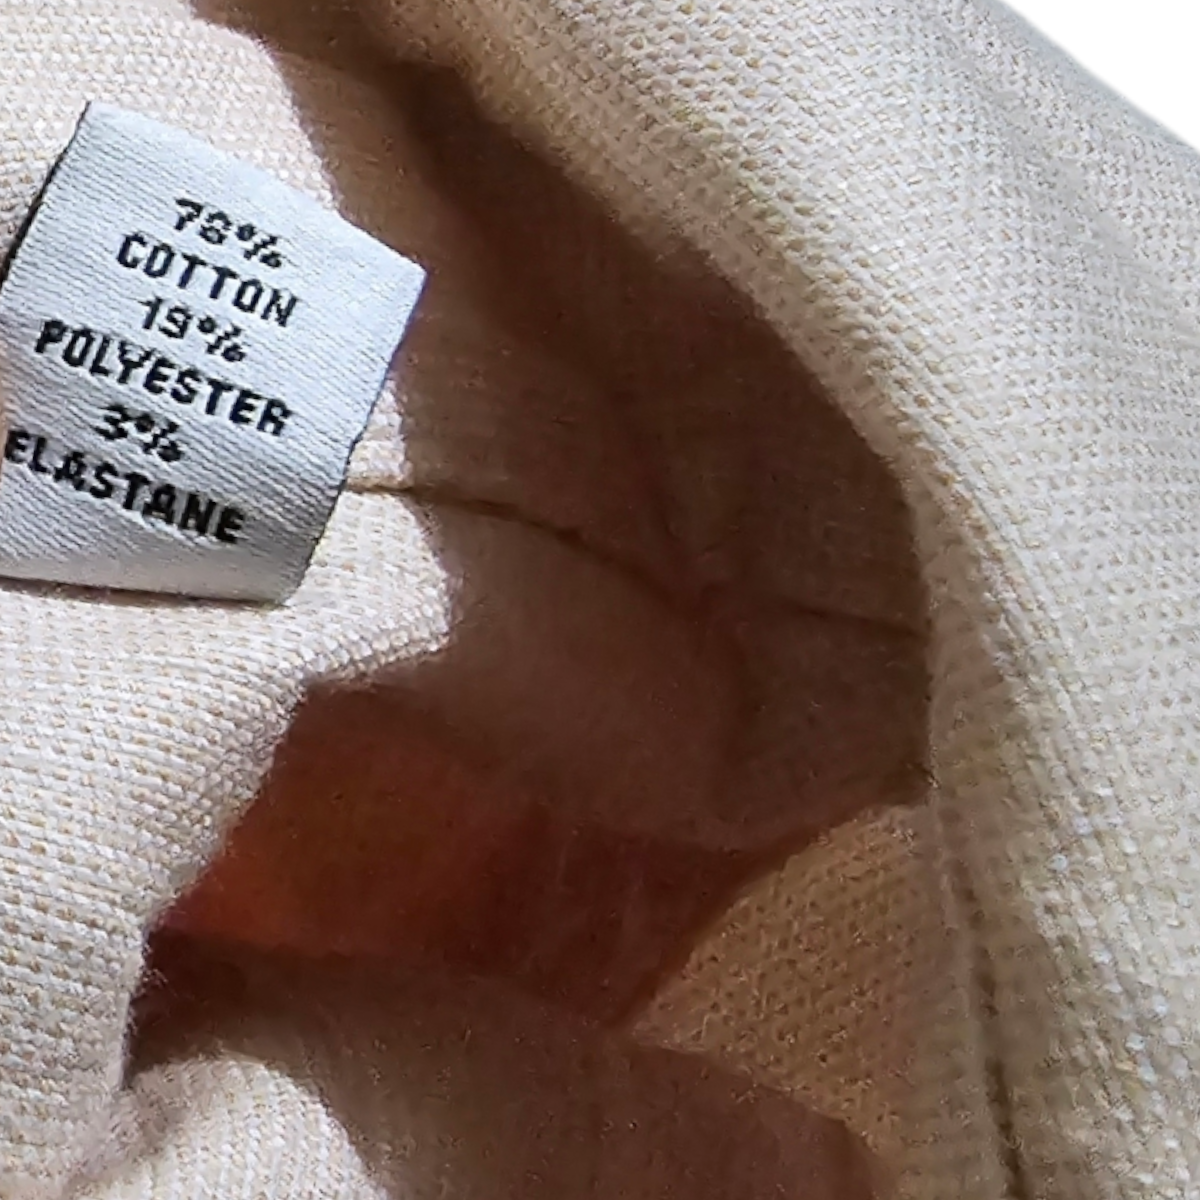 78%
COTTON
19%
POLYESTER
3%
ELASTANE